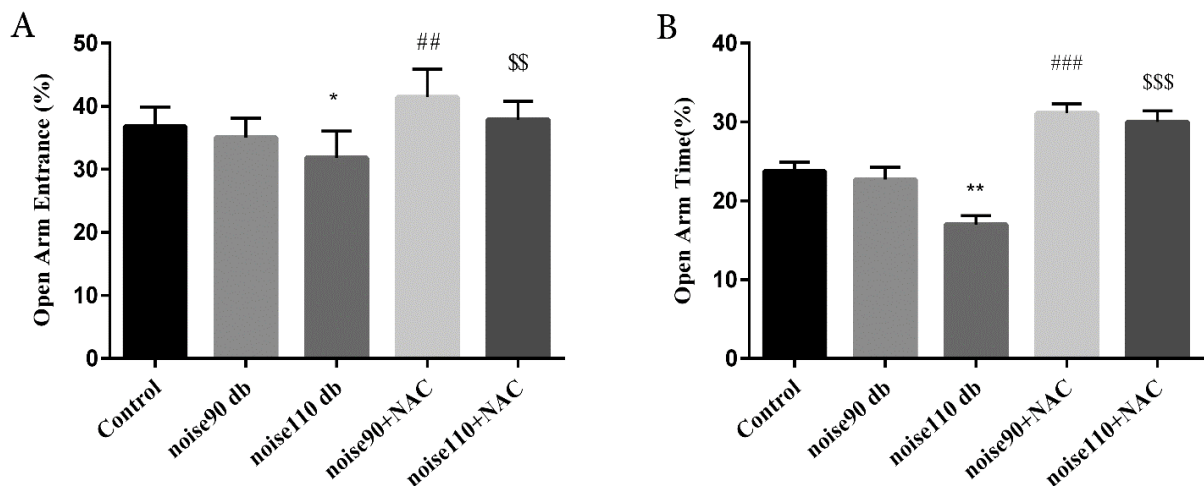 A
Open Arm Entrance (%)
50
40
30
20
10
0
*
##
$$
Control
noise90 db
noise110 db
noise90+NAC
noise110+NAC
B
Open Arm Time(%)
40
30
20
10
0
**
###
$$$
Control
noise90 db
noise110 db
noise90+NAC
noise110+NAC